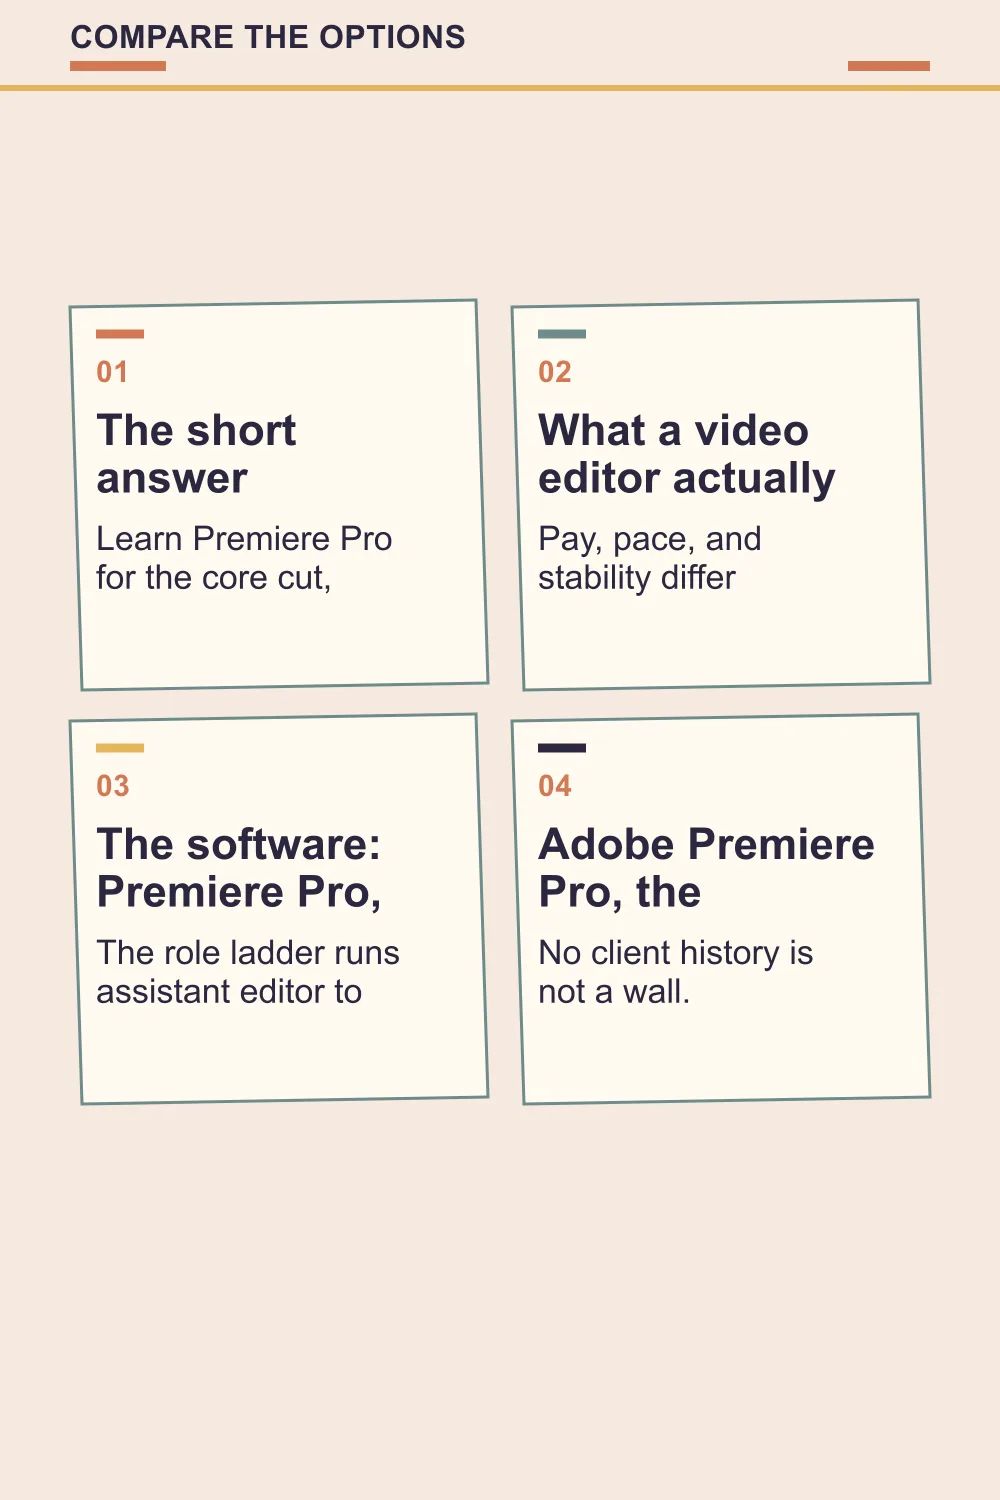 COMPARE THE OPTIONS
01
The short
answer
Learn Premiere Pro
for the core cut,
02
What a video
editor actually
Pay, pace, and
stability differ
03
The software:
Premiere Pro,
The role ladder runs
assistant editor to
04
Adobe Premiere
Pro, the
No client history is
not a wall.